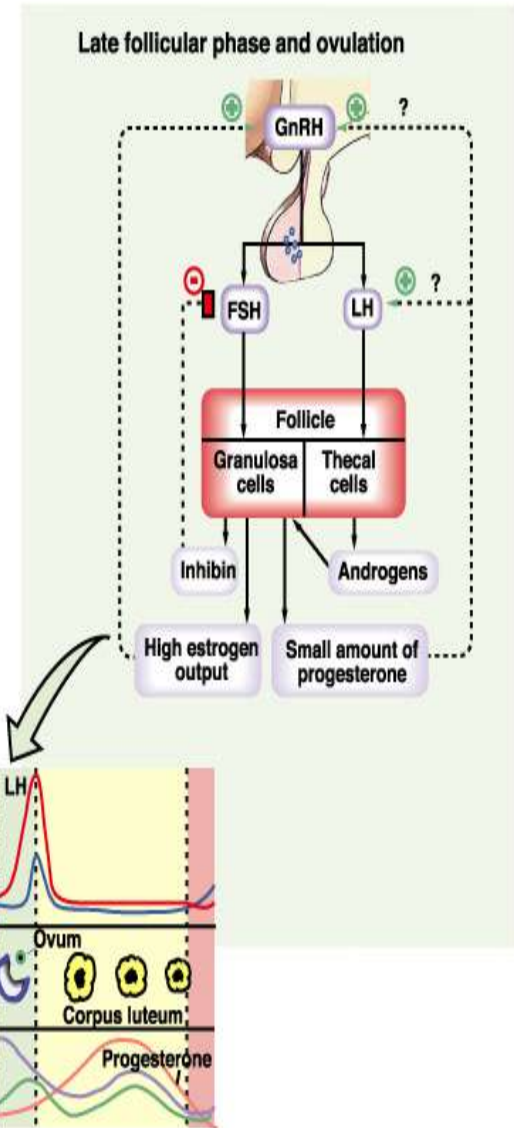 Late follicular phase and ovulation
+ + ?
GnRH
- + ?
FSH LH
Follicle
Granulosa
cells
Thecal
cells
Inhibin
Androgens
High estrogen
output
Small amount of
progesterone
LH
Ovum
Corpus luteum
Progesterone